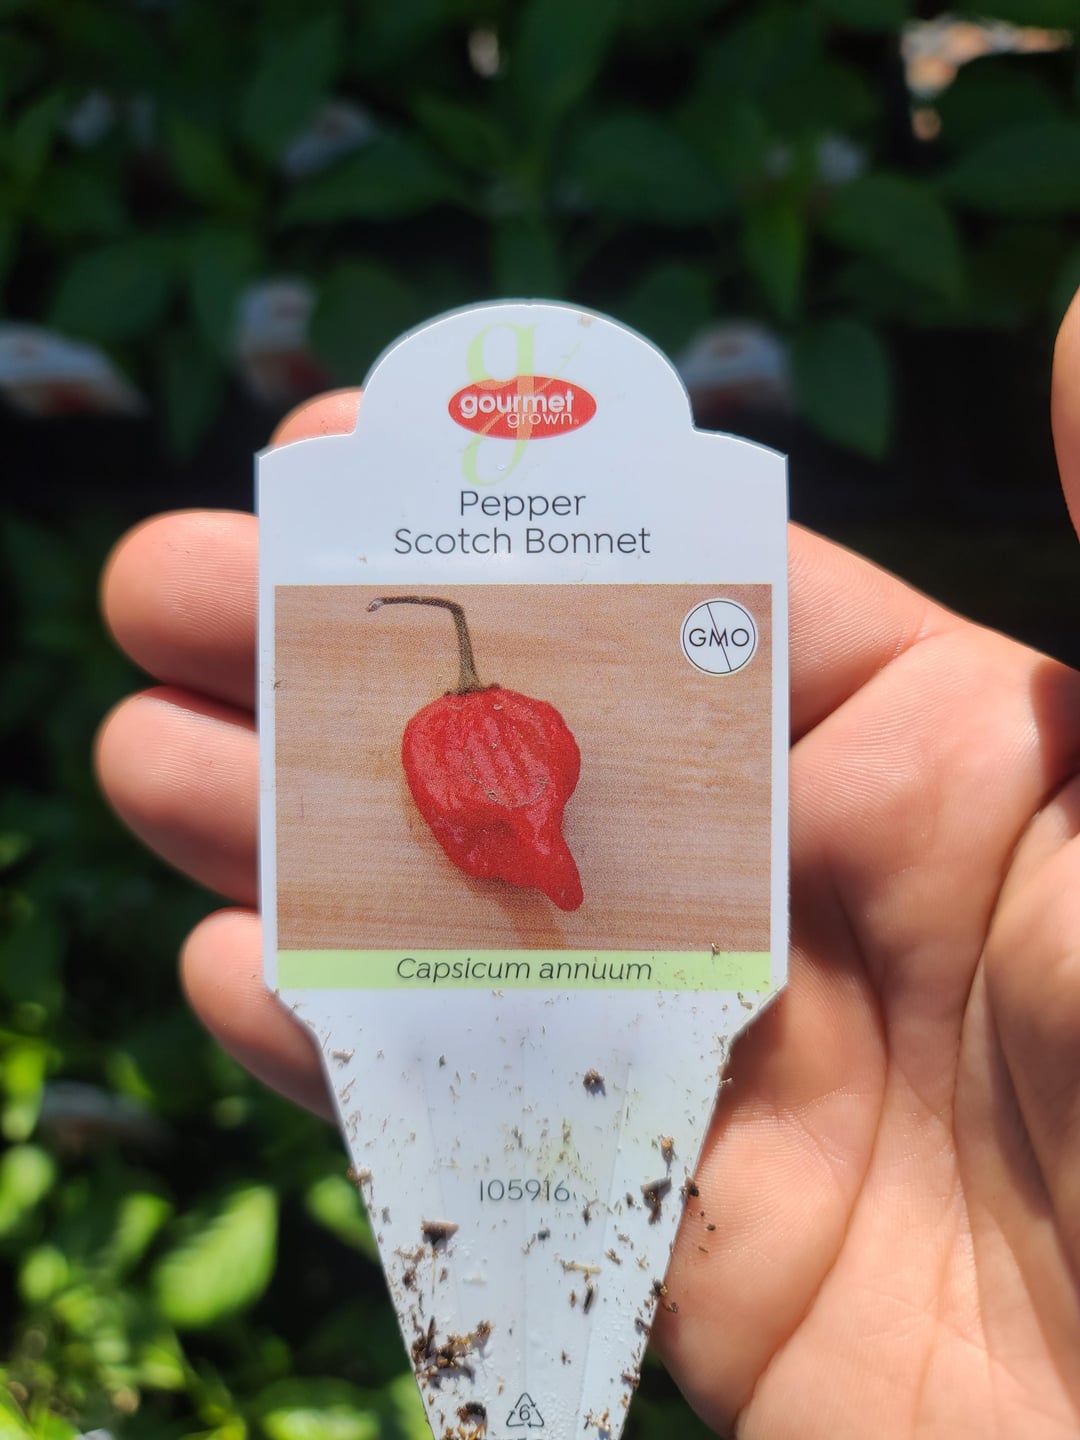 g
gourmet
grown®
Pepper
Scotch Bonnet
GMO
Capsicum annuum
105916
6